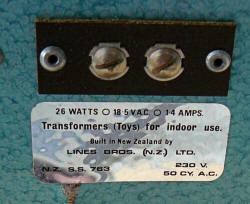 26 WATTS O 18·5 VAC. O 1·4 AMPS.
Transformers (Toys) for indoor use.
Built in New Zealand by
LINES BROS. (N.Z.) LTD.
N.Z. S.S. 763 230 V.
50 CY. A.C.